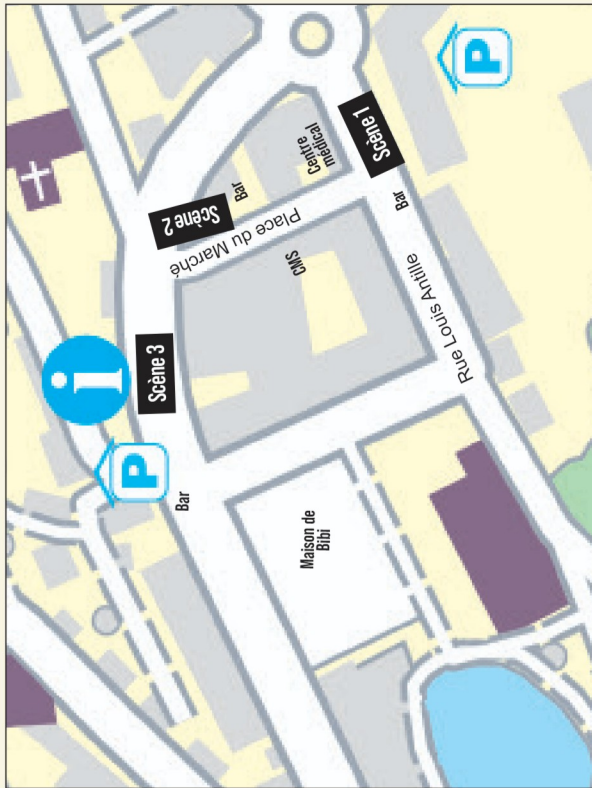 P
Scène 1
Centre
médical
Bar
Scène 2
Bar
Place du Marché
CMS
Rue Louis Antille
i
Scène 3
P
Bar
Maison de
Bibi